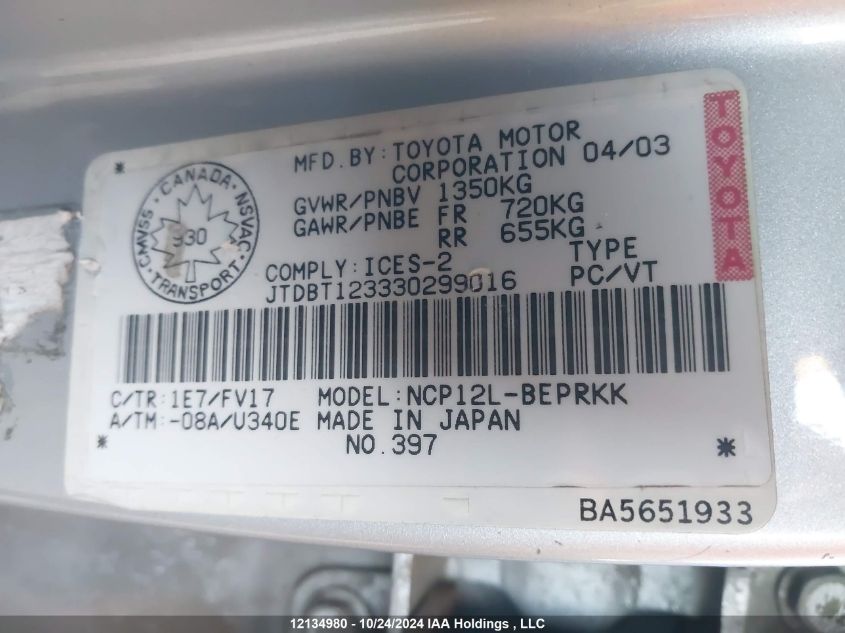 MFD.BY:TOYOTA MOTOR
CORPORATION 04/03
GVWR/PNBV 1350KG
GAWR/PNBE FR 720KG
RR 655KG
CANADA
CMVSS 330 NSVAC
TRANSPORT
COMPLY:ICES-2 TYPE
JTDBT123330299016 PC/VT
TOYOTA
C/TR:1E7/FV17 MODEL:NCP12L-BEPRKK
A/TM:-08A/U340E MADE IN JAPAN
NO.397
BA5651933
12134980 - 10/24/2024 IAA Holdings , LLC